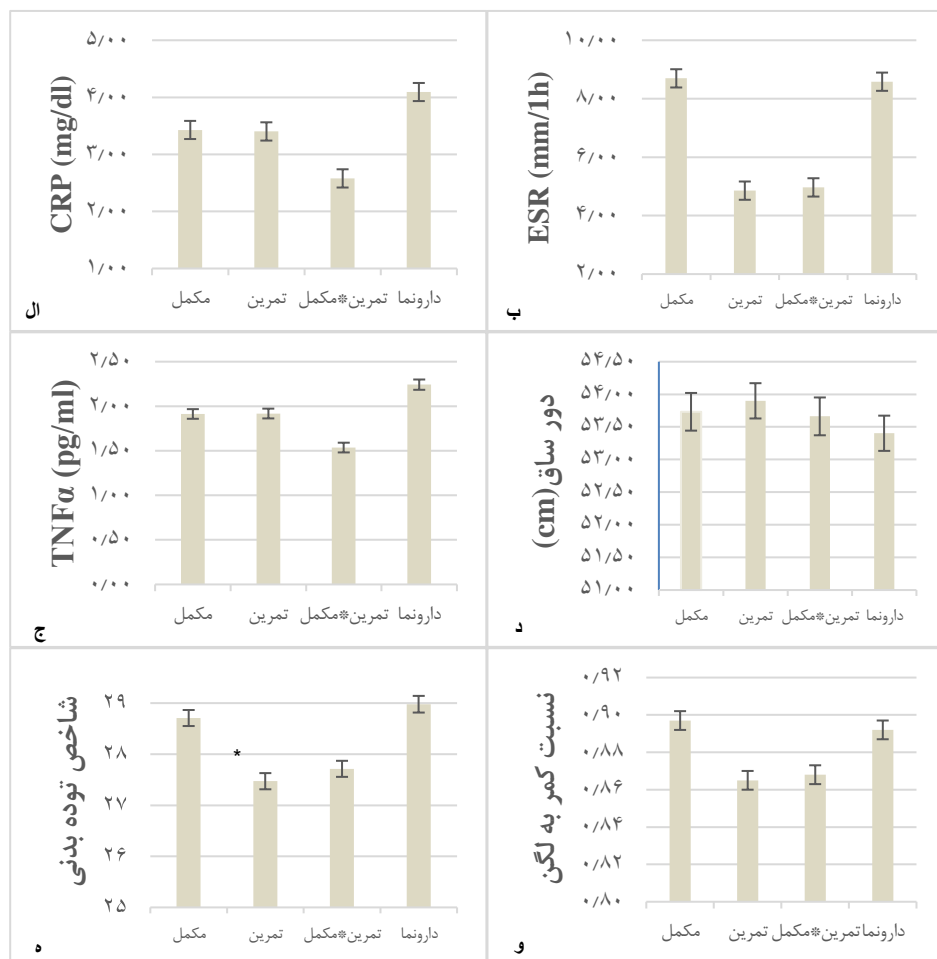 CRP (mg/dl)
۵/۰۰
۴/۰۰
۳/۰۰
۲/۰۰
۱/۰۰
مکمل
تمرین
تمرین*مکمل
دارونما
ال
ESR (mm/1h)
۱۰/۰۰
۸/۰۰
۶/۰۰
۴/۰۰
۲/۰۰
مکمل
تمرین
تمرین*مکمل
دارونما
ب
TNFα (pg/ml)
۲/۵۰
۲/۰۰
۱/۵۰
۱/۰۰
۰/۵۰
۰/۰۰
مکمل
تمرین
تمرین*مکمل
دارونما
ج
دور ساق(cm)
۵۴/۵۰
۵۴/۰۰
۵۳/۵۰
۵۳/۰۰
۵۲/۵۰
۵۲/۰۰
۵۱/۵۰
۵۱/۰۰
مکمل
تمرین
تمرین*مکمل
دارونما
د
شاخص توده بدنی
۲۹
۲۸
۲۷
۲۶
۲۵
*
مکمل
تمرین
تمرین*مکمل
دارونما
ه
نسبت کمر به لگن
۰/۹۲
۰/۹۰
۰/۸۸
۰/۸۶
۰/۸۴
۰/۸۲
۰/۸۰
مکمل
تمرین
تمرین*مکمل
دارونما
و